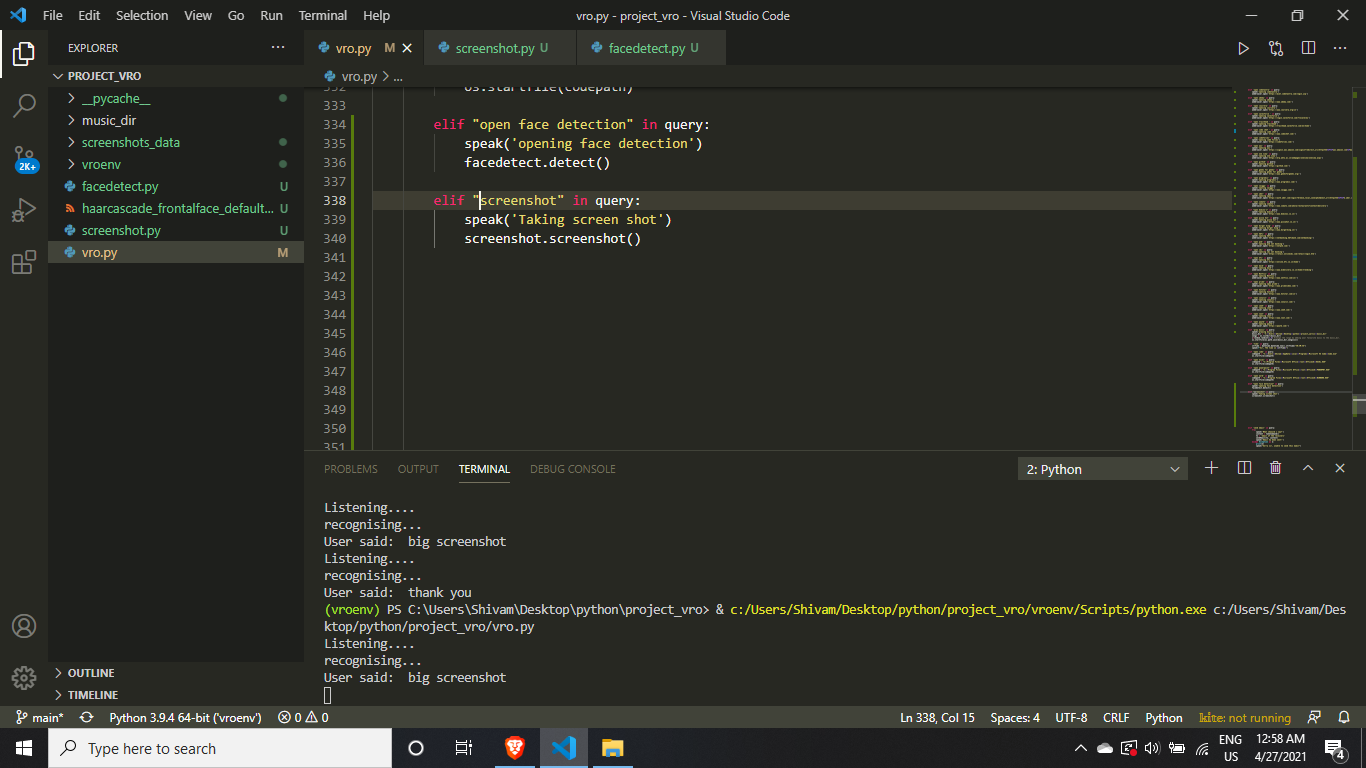 File Edit Selection View Go Run Terminal Help vro.py - project_vro - Visual Studio Code
EXPLORER
PROJECT_VRO
__pycache__
music_dir
screenshots_data
vroenv
facedetect.py U
haarcascade_frontalface_default... U
screenshot.py U
vro.py M
OUTLINE
TIMELINE
2K+
vro.py M screenshot.py U facedetect.py U
vro.py > ...
332 os.startfile(codepath)
333
334 elif "open face detection" in query:
335 speak('opening face detection')
336 facedetect.detect()
337
338 elif "screenshot" in query:
339 speak('Taking screen shot')
340 screenshot.screenshot()
341
342
343
344
345
346
347
348
349
350
351
PROBLEMS OUTPUT TERMINAL DEBUG CONSOLE 2: Python
Listening....
recognising...
User said:  big screenshot
Listening....
recognising...
User said:  thank you
(vroenv) PS C:\Users\Shivam\Desktop\python\project_vro> & c:/Users/Shivam/Desktop/python/project_vro/vroenv/Scripts/python.exe c:/Users/Shivam/Des
ktop/python/project_vro/vro.py
Listening....
recognising...
User said:  big screenshot
main* Python 3.9.4 64-bit ('vroenv') 0 0 Ln 338, Col 15 Spaces: 4 UTF-8 CRLF Python kite: not running
Type here to search
ENG
US
12:58 AM
4/27/2021
4